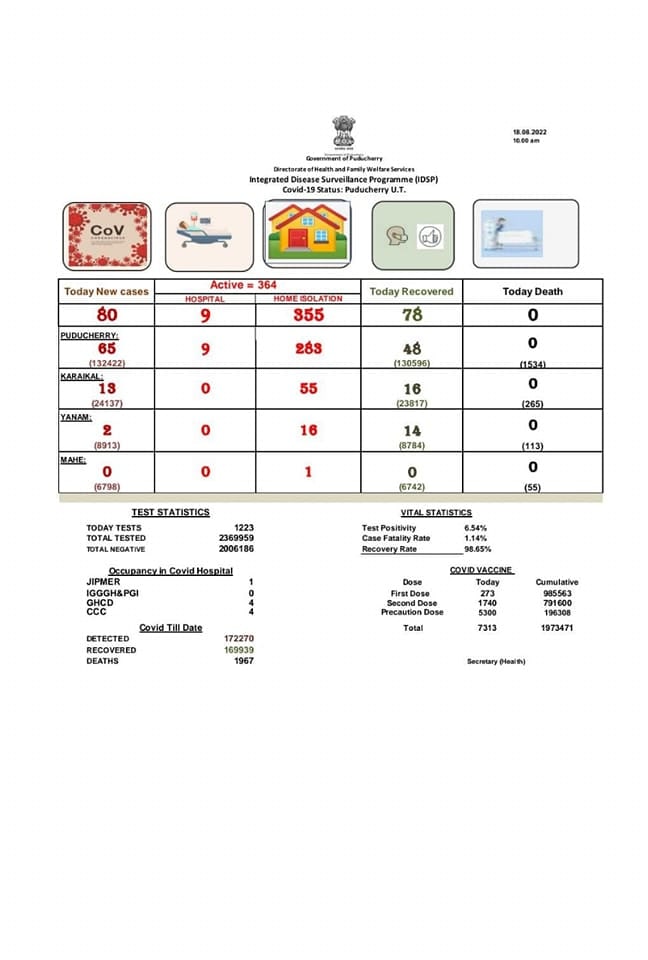 18.08.2022
10.00 am
Government of Puducherry
Directorate of Health and Family Welfare Services
Integrated Disease Surveillance Programme (IDSP)
Covid-19 Status: Puducherry U.T.
CoV
Today New cases
Active = 364
HOSPITAL
HOME ISOLATION
Today Recovered
Today Death
80 9 355 78 0
PUDUCHERRY:
65 9 283 48 0
(132422) (130596) (1534)
KARAIKAL:
13 0 55 16 0
(24137) (23817) (265)
YANAM:
2 0 16 14 0
(8913) (8784) (113)
MAHE:
0 0 1 0 0
(6798) (6742) (55)
TEST STATISTICS
TODAY TESTS 1223
TOTAL TESTED 2369959
TOTAL NEGATIVE 2006186
VITAL STATISTICS
Test Positivity 6.54%
Case Fatality Rate 1.14%
Recovery Rate 98.65%
Occupancy in Covid Hospital
JIPMER 1
IGGGH&PGI 0
GHCD 4
CCC 4
COVID VACCINE
Dose Today Cumulative
First Dose 273 985563
Second Dose 1740 791600
Precaution Dose 5300 196308
Total 7313 1973471
Covid Till Date
DETECTED 172270
RECOVERED 169939
DEATHS 1967
Secretary (Health)